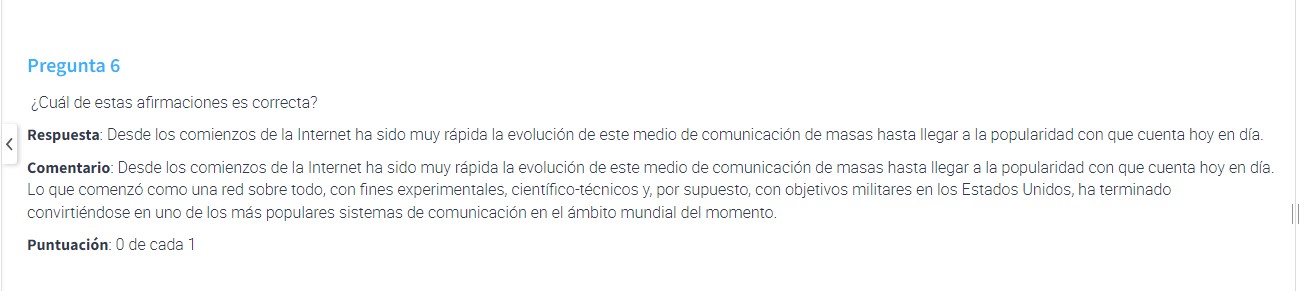 Pregunta 6
¿Cuál de estas afirmaciones es correcta?
Respuesta: Desde los comienzos de la Internet ha sido muy rápida la evolución de este medio de comunicación de masas hasta llegar a la popularidad con que cuenta hoy en día.
Comentario: Desde los comienzos de la Internet ha sido muy rápida la evolución de este medio de comunicación de masas hasta llegar a la popularidad con que cuenta hoy en día.
Lo que comenzó como una red sobre todo, con fines experimentales, científico-técnicos y, por supuesto, con objetivos militares en los Estados Unidos, ha terminado
convirtiéndose en uno de los más populares sistemas de comunicación en el ámbito mundial del momento.
Puntuación: 0 de cada 1